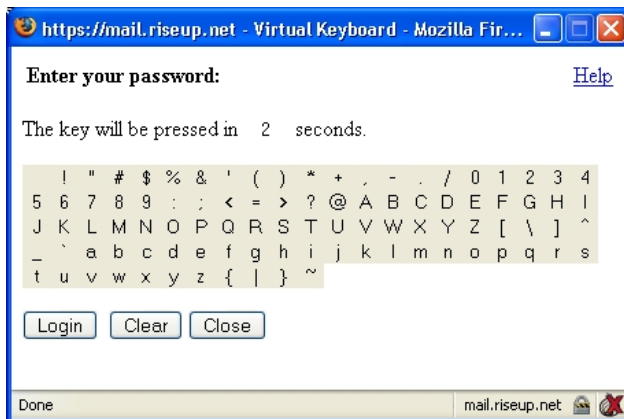 https://mail.riseup.net - Virtual Keyboard - Mozilla Fir...
Enter your password: Help
The key will be pressed in 2 seconds.
! " # $ % & ' ( ) * + , - . / 0 1 2 3 4
5 6 7 8 9 : ; < = > ? @ A B C D E F G H I
J K L M N O P Q R S T U V W X Y Z [ \ ] ^
_ ` a b c d e f g h i j k l m n o p q r s
t u v w x y z { | } ~
Login Clear Close
Done mail.riseup.net